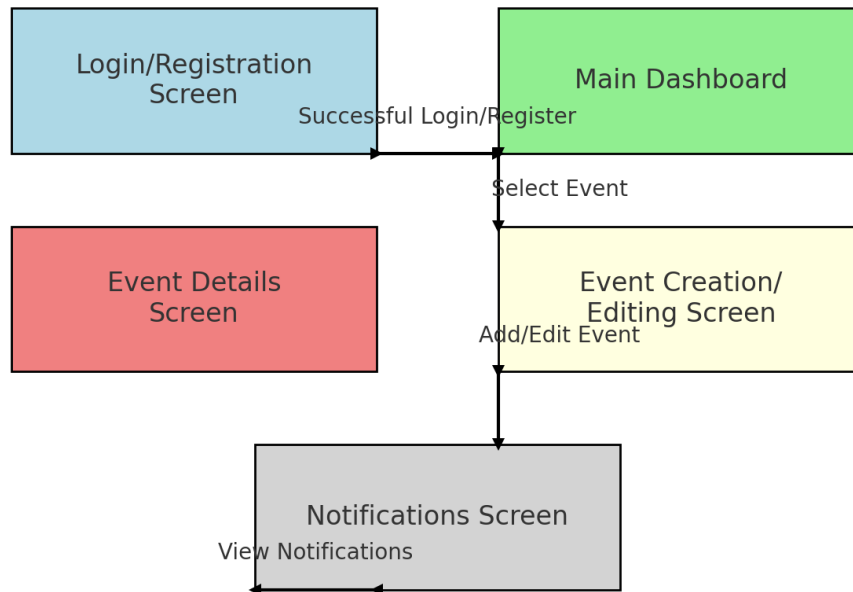 Login/Registration
Screen
Main Dashboard
Successful Login/Register
Select Event
Event Details
Screen
Event Creation/
Editing Screen
Add/Edit Event
Notifications Screen
View Notifications